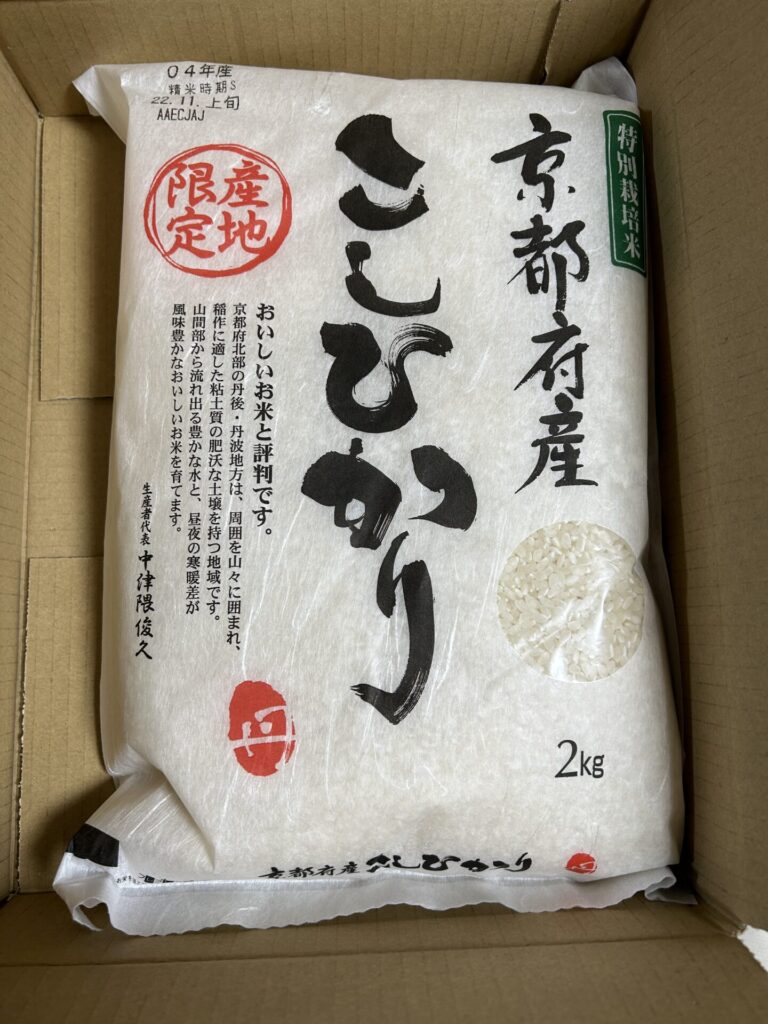 04年産
精米時期S
22.11.上旬
AAECJAJ
特別栽培米
京都府産
こしひかり
産地
限定
おいしいお米と評判です。
京都府北部の丹後・丹波地方は、周囲を山々に囲まれ、
稲作に適した粘土質の肥沃な土壌を持つ地域です。
山間部から流れ出る豊かな水と、昼夜の寒暖差が
風味豊かなおいしいお米を育てます。
生産者代表 中津隈俊久
丹
2kg
京都府産 こしひかり